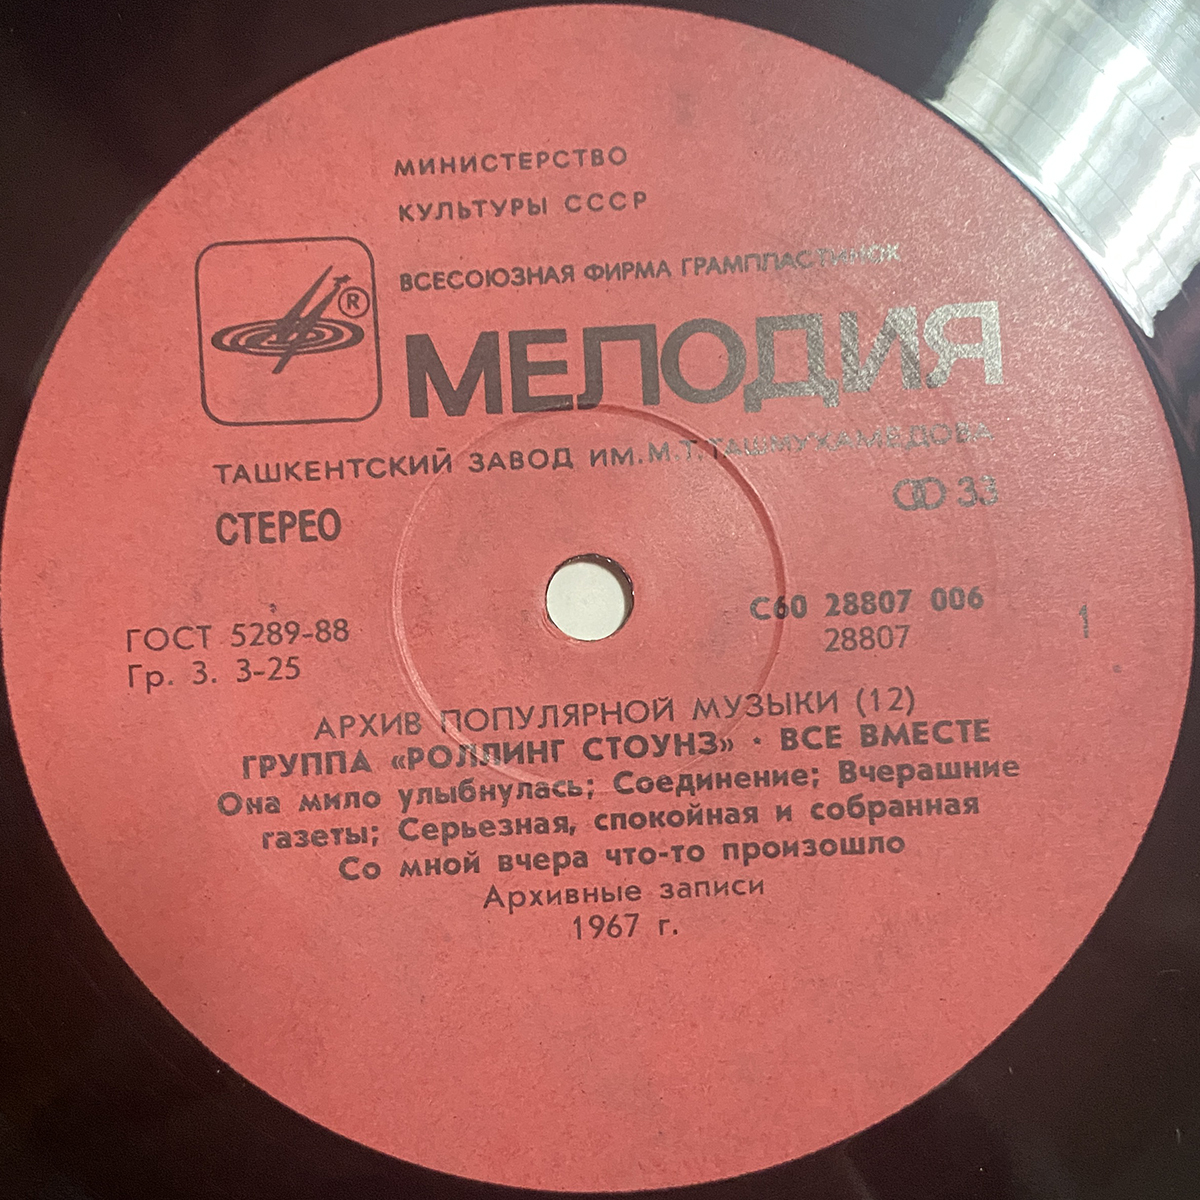 МИНИСТЕРСТВО
КУЛЬТУРЫ СССР
ВСЕСОЮЗНАЯ ФИРМА ГРАМПЛАСТИНОК
®
МЕЛОДИЯ
ТАШКЕНТСКИЙ ЗАВОД ИМ. М.Т. ТАШМУХАМЕДОВА
СТЕРЕО
33
ГОСТ 5289-88
Гр. 3. 3-25
С60 28807 006
28807
1
АРХИВ ПОПУЛЯРНОЙ МУЗЫКИ (12)
ГРУППА «РОЛЛИНГ СТОУНЗ» · ВСЕ ВМЕСТЕ
Она мило улыбнулась; Соединение; Вчерашние
газеты; Серьезная, спокойная и собранная
Со мной вчера что-то произошло
Архивные записи
1967 г.